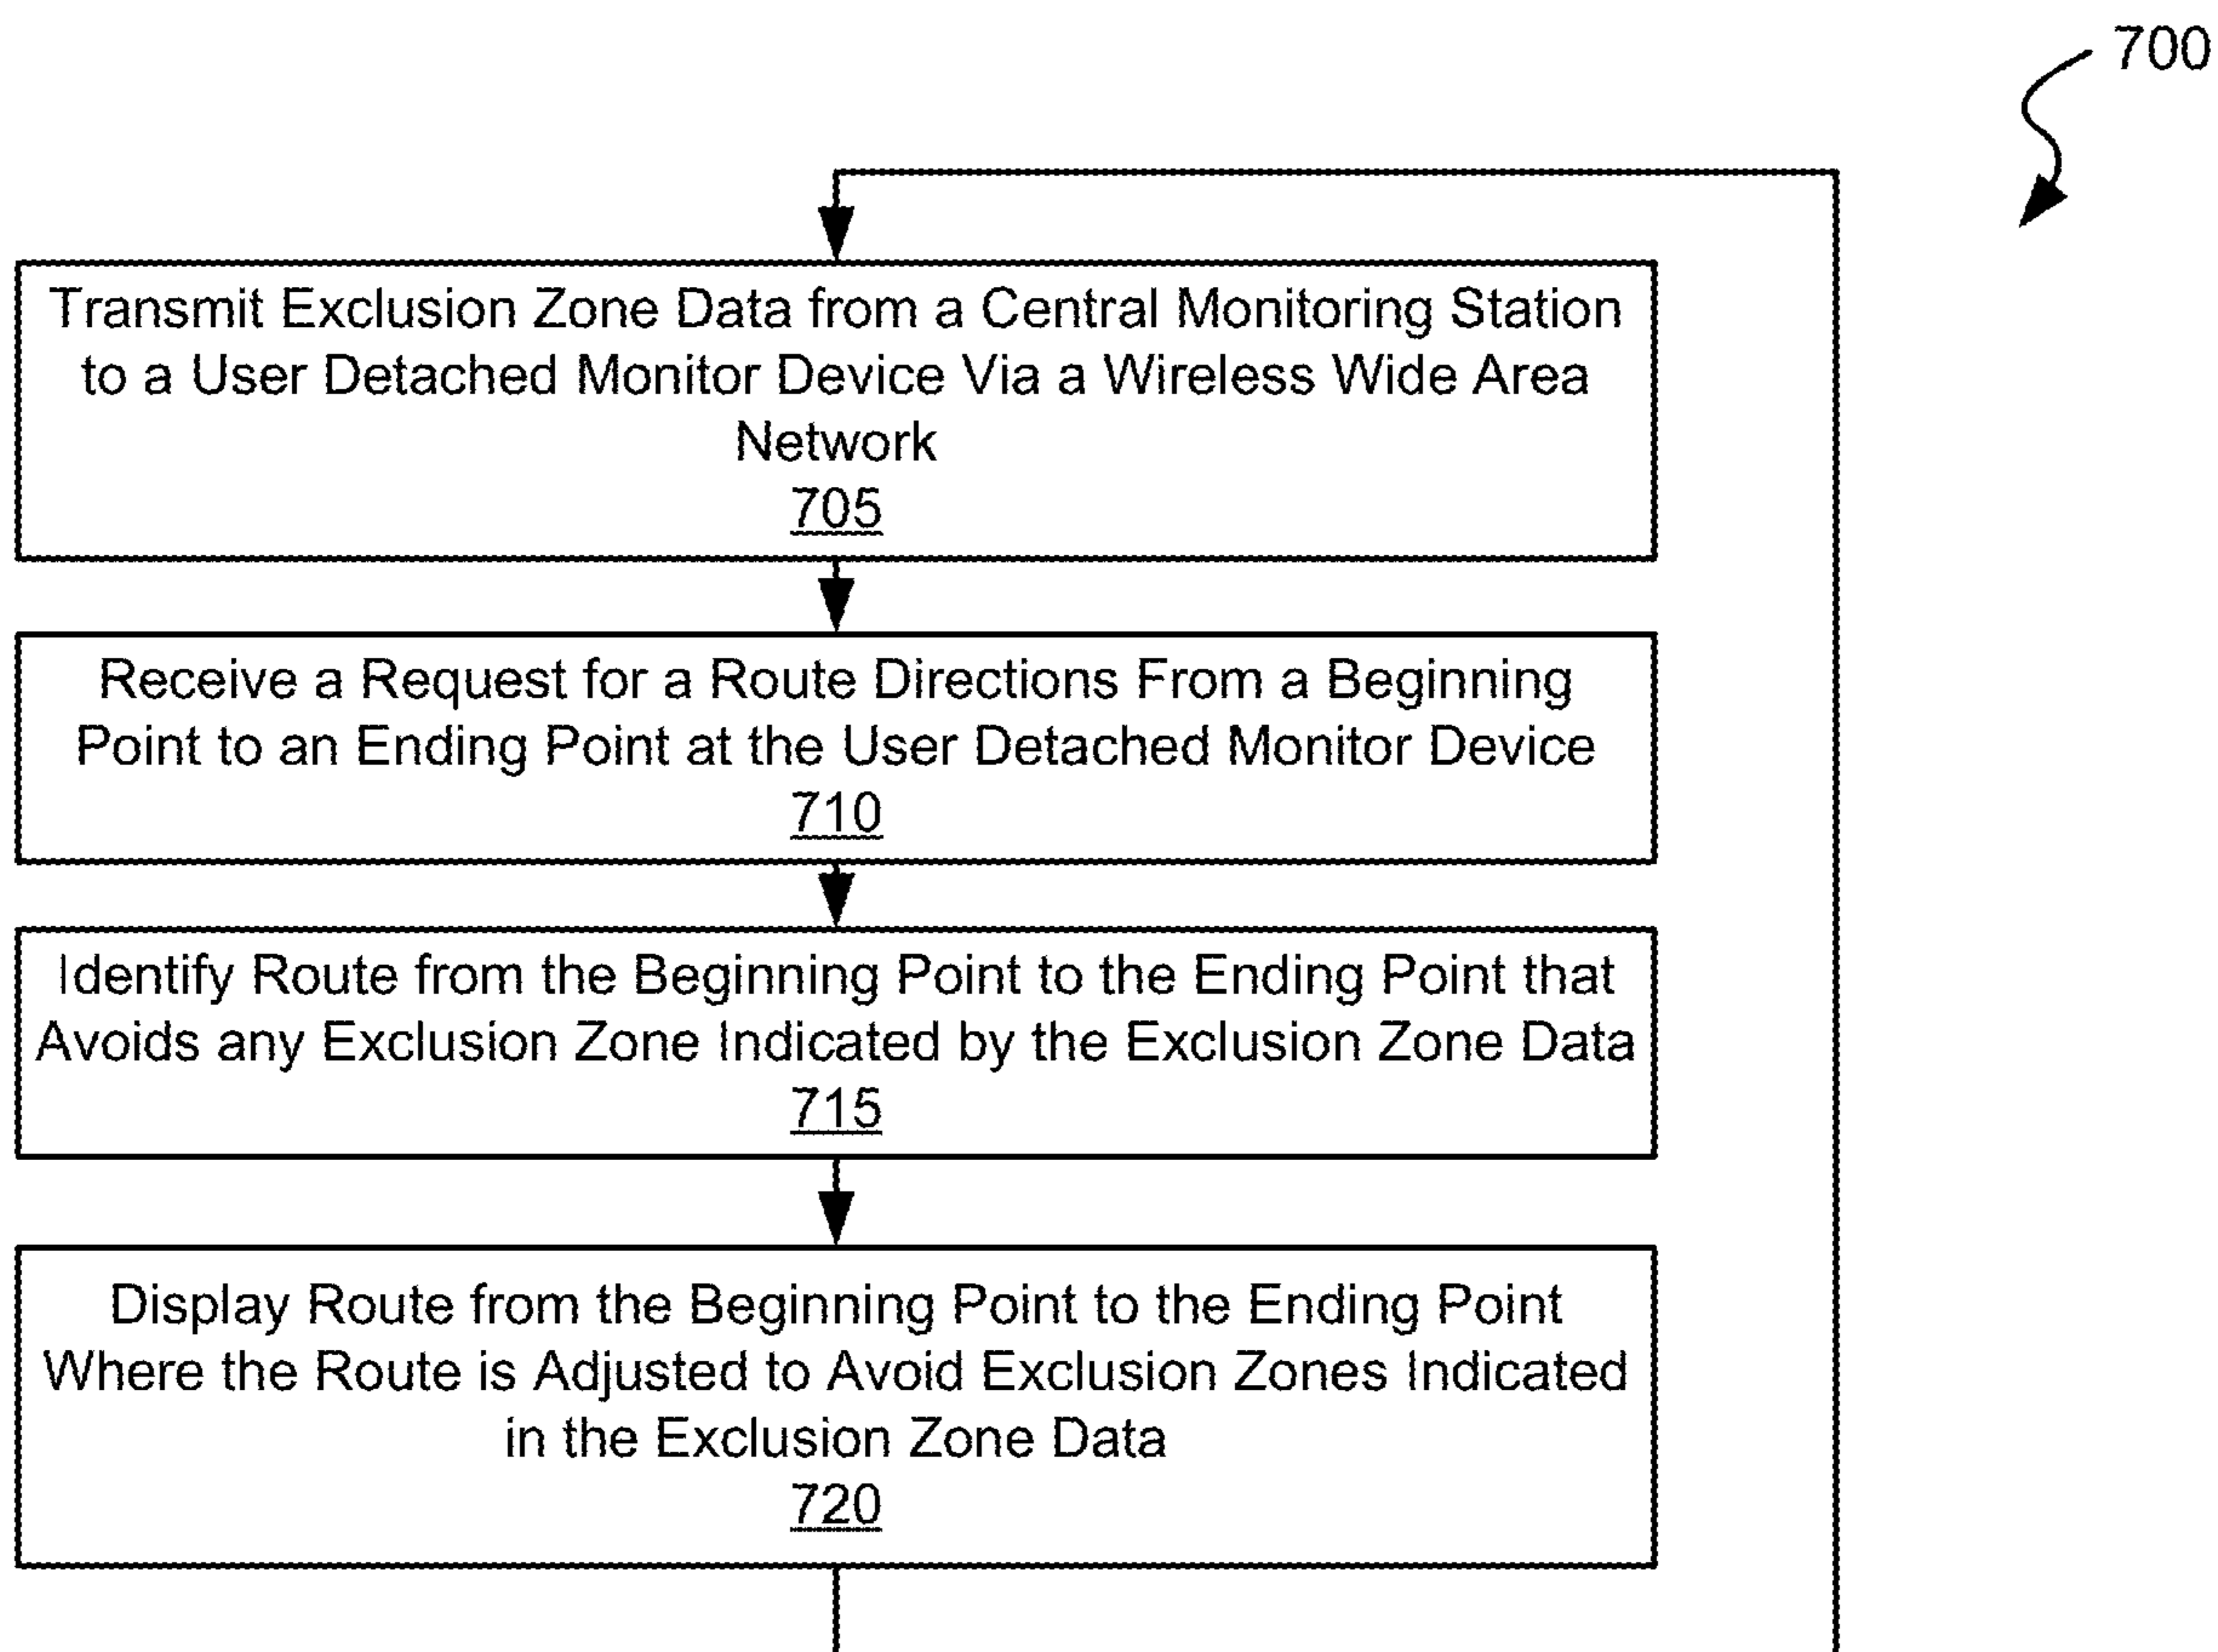 700
Transmit Exclusion Zone Data from a Central Monitoring Station
to a User Detached Monitor Device Via a Wireless Wide Area
Network
705
Receive a Request for a Route Directions From a Beginning
Point to an Ending Point at the User Detached Monitor Device
710
Identify Route from the Beginning Point to the Ending Point that
Avoids any Exclusion Zone Indicated by the Exclusion Zone Data
715
Display Route from the Beginning Point to the Ending Point
Where the Route is Adjusted to Avoid Exclusion Zones Indicated
in the Exclusion Zone Data
720